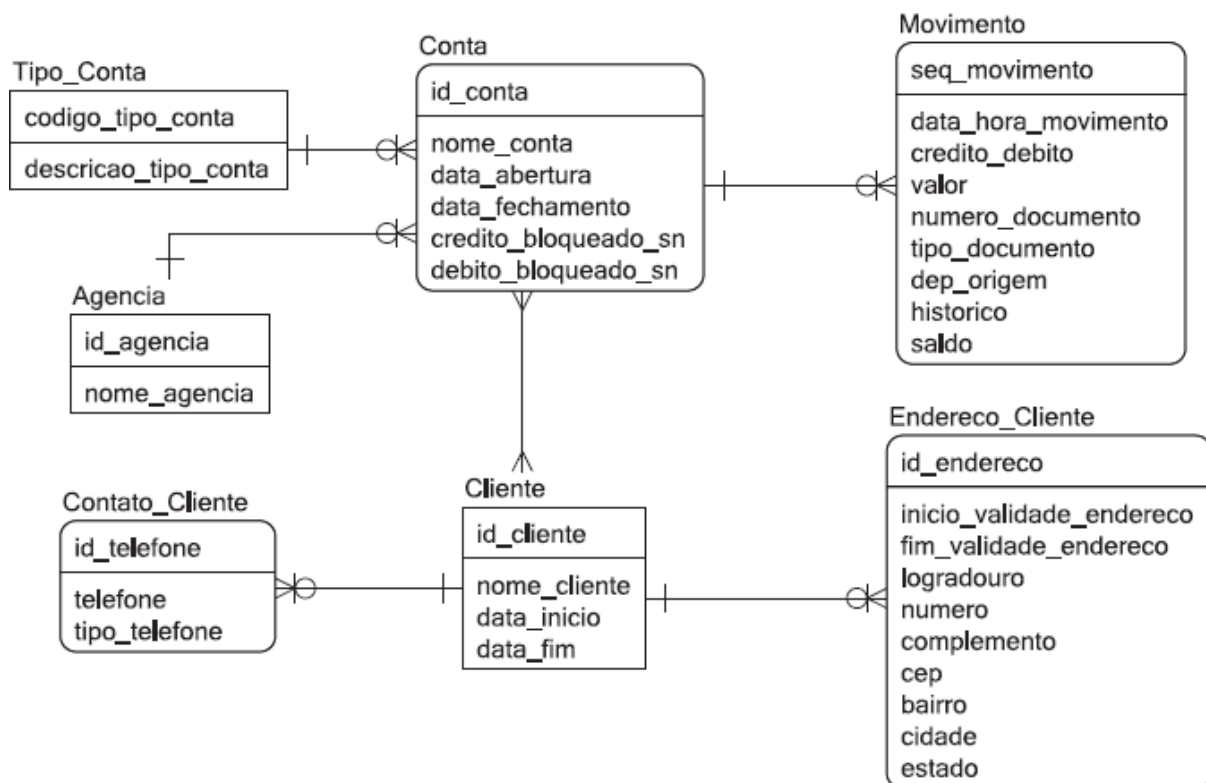 Tipo_Conta
codigo_tipo_conta
descricao_tipo_conta
Conta
id_conta
nome_conta
data_abertura
data_fechamento
credito_bloqueado_sn
debito_bloqueado_sn
Movimento
seq_movimento
data_hora_movimento
credito_debito
valor
numero_documento
tipo_documento
dep_origem
historico
saldo
Agencia
id_agencia
nome_agencia
Contato_Cliente
id_telefone
telefone
tipo_telefone
Cliente
id_cliente
nome_cliente
data_inicio
data_fim
Endereco_Cliente
id_endereco
inicio_validade_endereco
fim_validade_endereco
logradouro
numero
complemento
cep
bairro
cidade
estado